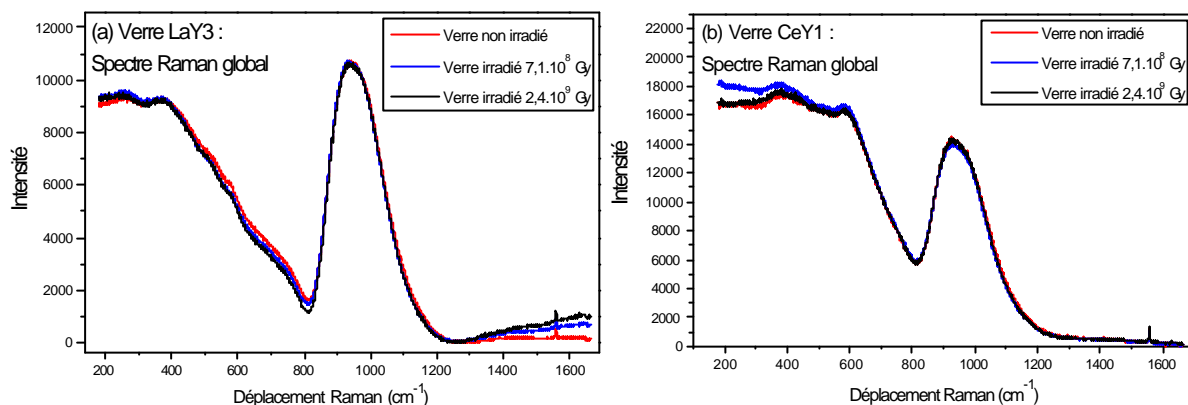 (a) Verre LaY3 :
Spectre Raman global
Verre non irradié
Verre irradié 7,1.10⁸ Gy
Verre irradié 2,4.10⁹ Gy
Intensité
10000
8000
6000
4000
2000
0
200 400 600 800 1000 1200 1400 1600
Déplacement Raman (cm⁻¹)
(b) Verre CeY1 :
Spectre Raman global
Verre non irradié
Verre irradié 7,1.10⁸ Gy
Verre irradié 2,4.10⁹ Gy
Intensité
22000
20000
18000
16000
14000
12000
10000
8000
6000
4000
2000
0
200 400 600 800 1000 1200 1400 1600
Déplacement Raman (cm⁻¹)